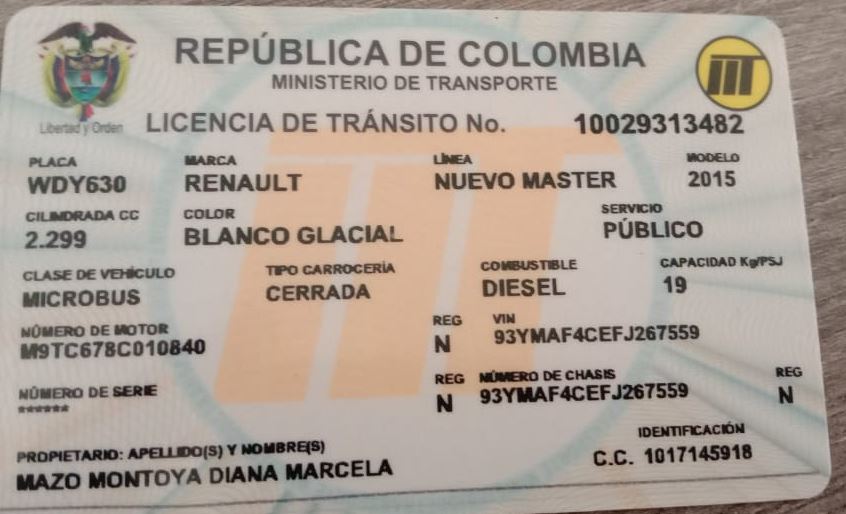 REPÚBLICA DE COLOMBIA
MINISTERIO DE TRANSPORTE
Libertad y Orden
LICENCIA DE TRÁNSITO No. 10029313482
PLACA MARCA LÍNEA MODELO
WDY630 RENAULT NUEVO MASTER 2015
CILINDRADA CC COLOR SERVICIO
2.299 BLANCO GLACIAL PÚBLICO
CLASE DE VEHÍCULO TIPO CARROCERÍA COMBUSTIBLE CAPACIDAD Kg/PSJ
MICROBUS CERRADA DIESEL 19
NÚMERO DE MOTOR REG VIN
M9TC678C010840 N 93YMAF4CEFJ267559
NÚMERO DE SERIE REG NÚMERO DE CHASIS REG
****** N 93YMAF4CEFJ267559 N
PROPIETARIO: APELLIDO(S) Y NOMBRE(S) IDENTIFICACIÓN
MAZO MONTOYA DIANA MARCELA C.C. 1017145918